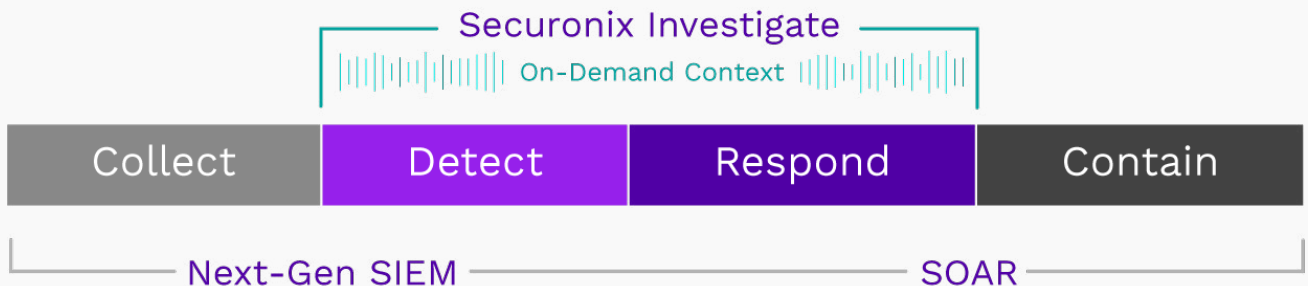 Securonix Investigate
On-Demand Context
Collect Detect Respond Contain
Next-Gen SIEM SOAR